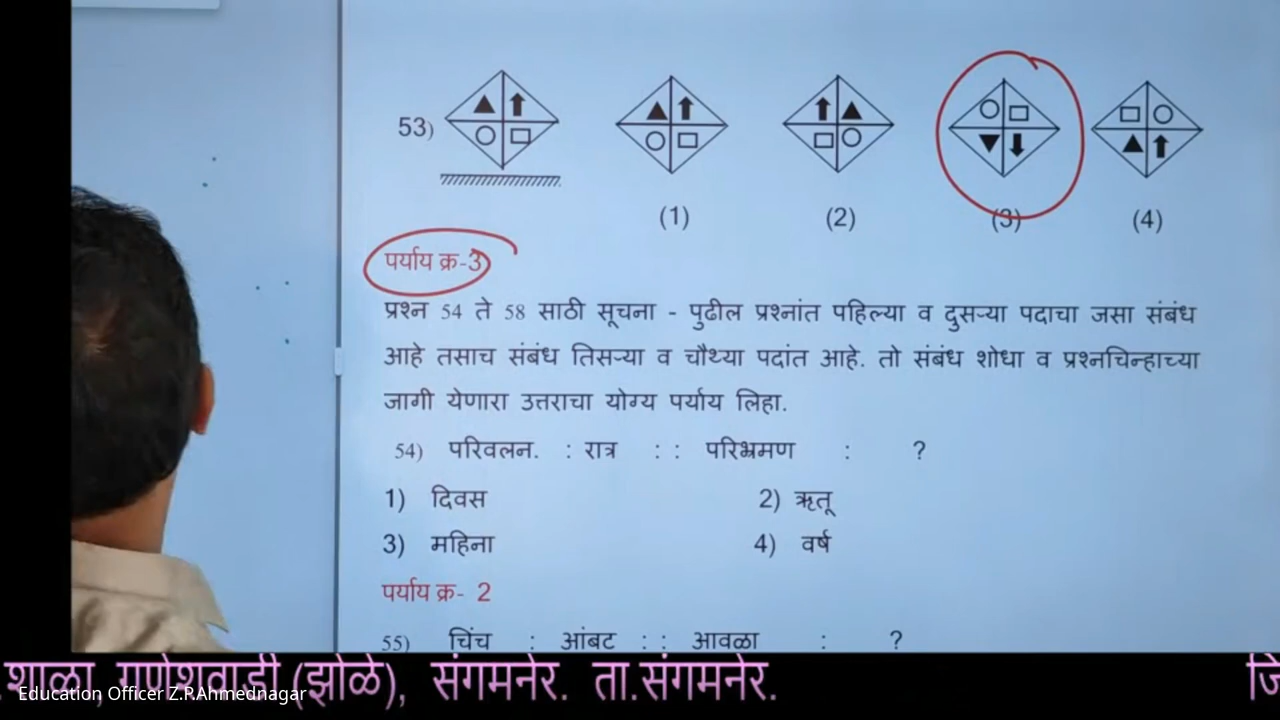 53)
(1) (2) (3) (4)
पर्याय क्र-3
प्रश्न 54 ते 58 साठी सूचना - पुढील प्रश्नांत पहिल्या व दुसऱ्या पदाचा जसा संबंध
आहे तसाच संबंध तिसऱ्या व चौथ्या पदांत आहे. तो संबंध शोधा व प्रश्नचिन्हाच्या
जागी येणारा उत्तराचा योग्य पर्याय लिहा.
54) परिवलन. : रात्र : : परिभ्रमण : ?
1) दिवस 2) ऋतू
3) महिना 4) वर्ष
पर्याय क्र- 2
55) चिंच : आंबट : : आवळा : ?
.शाळा, गणेशवाडी (झोळे), संगमनेर. ता.संगमनेर. जि
Education Officer Z.P.Ahmednagar